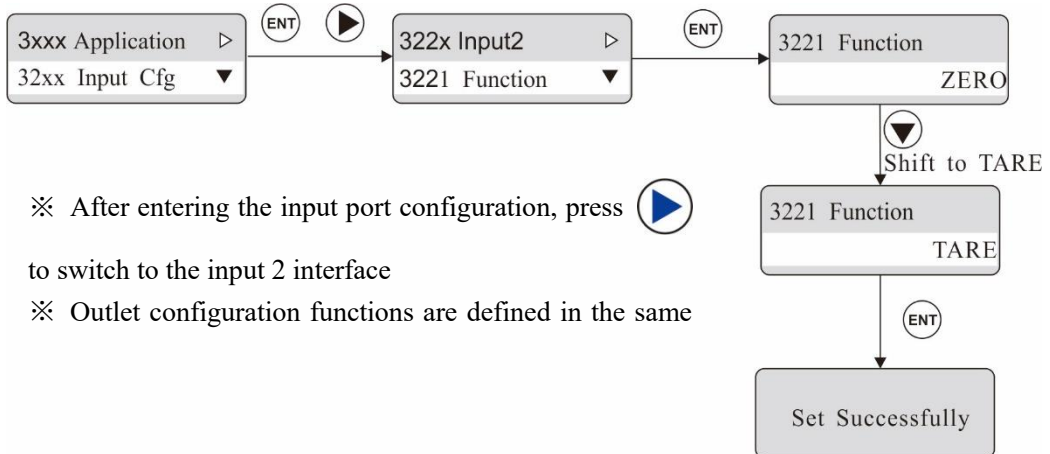 ENT
3xxx Application ▷
32xx Input Cfg ▼
322x Input2 ▷
3221 Function ▼
ENT
3221 Function
ZERO
Shift to TARE
3221 Function
TARE
ENT
Set Successfully
※ After entering the input port configuration, press
to switch to the input 2 interface
※ Outlet configuration functions are defined in the same